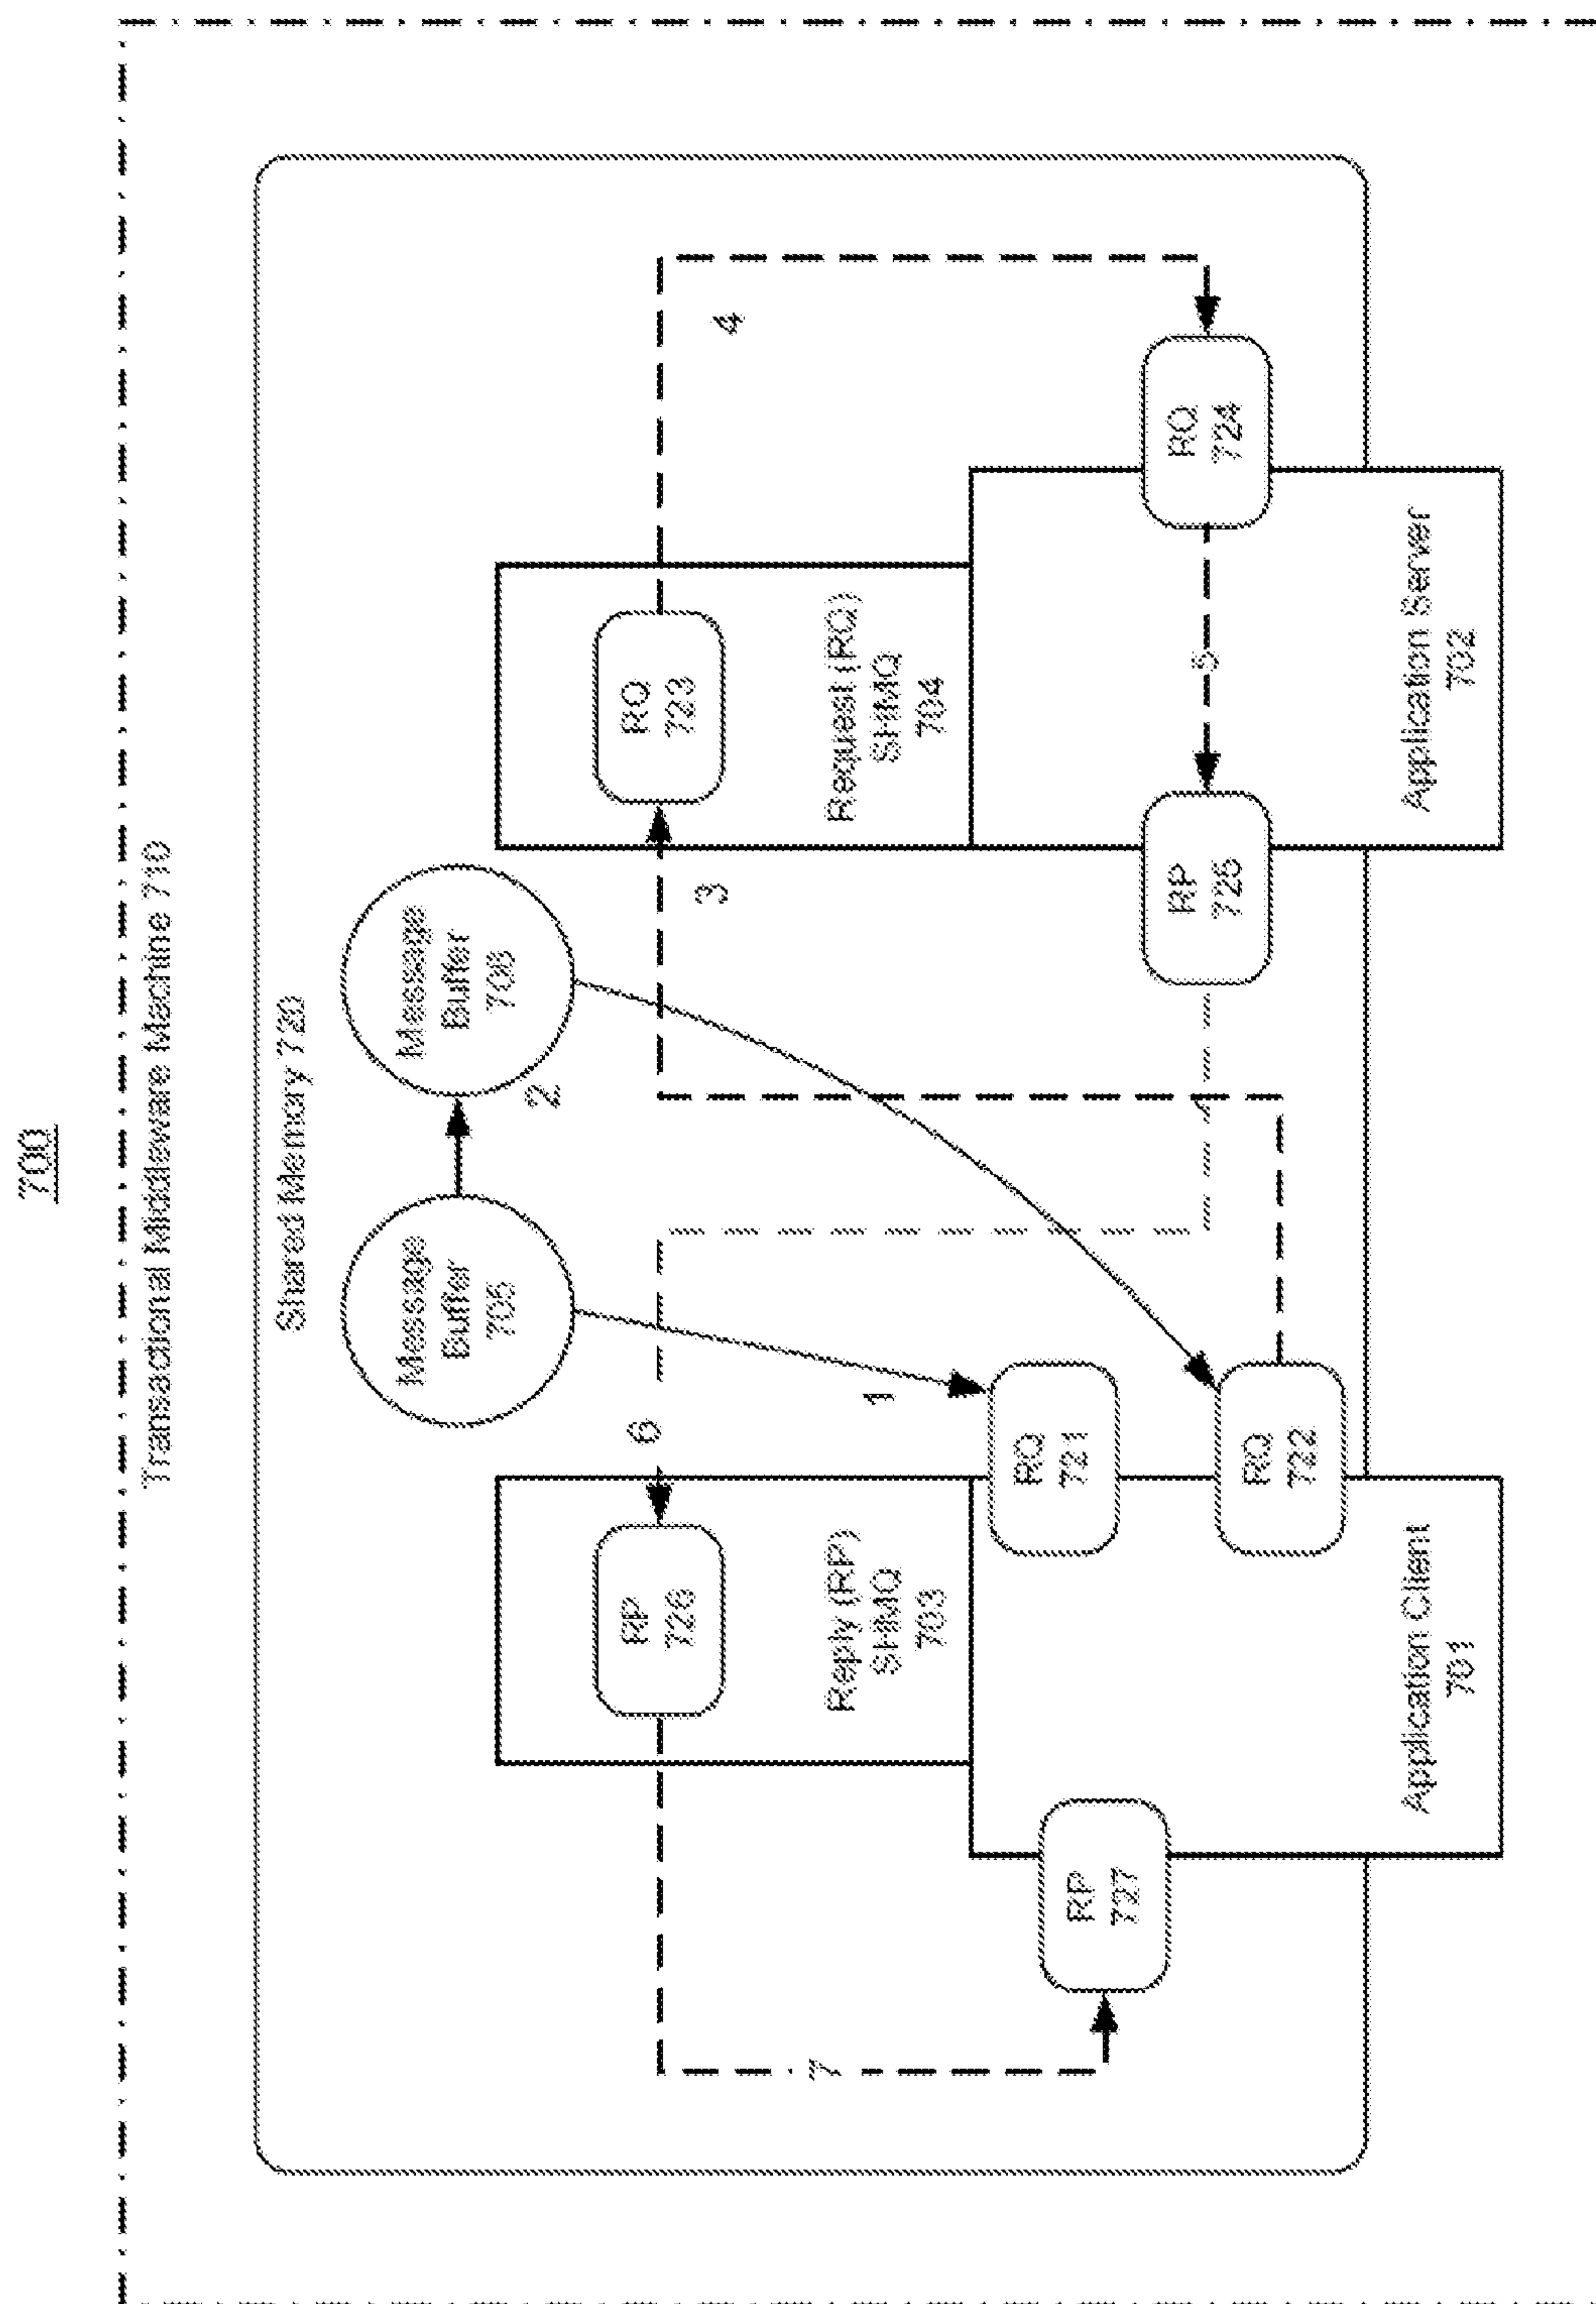 700
Transactional Middleware Machine 710
Shared Memory 720
Message
Buffer
705
Message
Buffer
706
2
RP
726
6
3
RQ
723
4
Reply (RP)
SHMQ
703
1
Request (RQ)
SHMQ
704
7
RP
727
RQ
721
RQ
722
RP
725
5
RQ
724
Application Client
701
Application Server
702